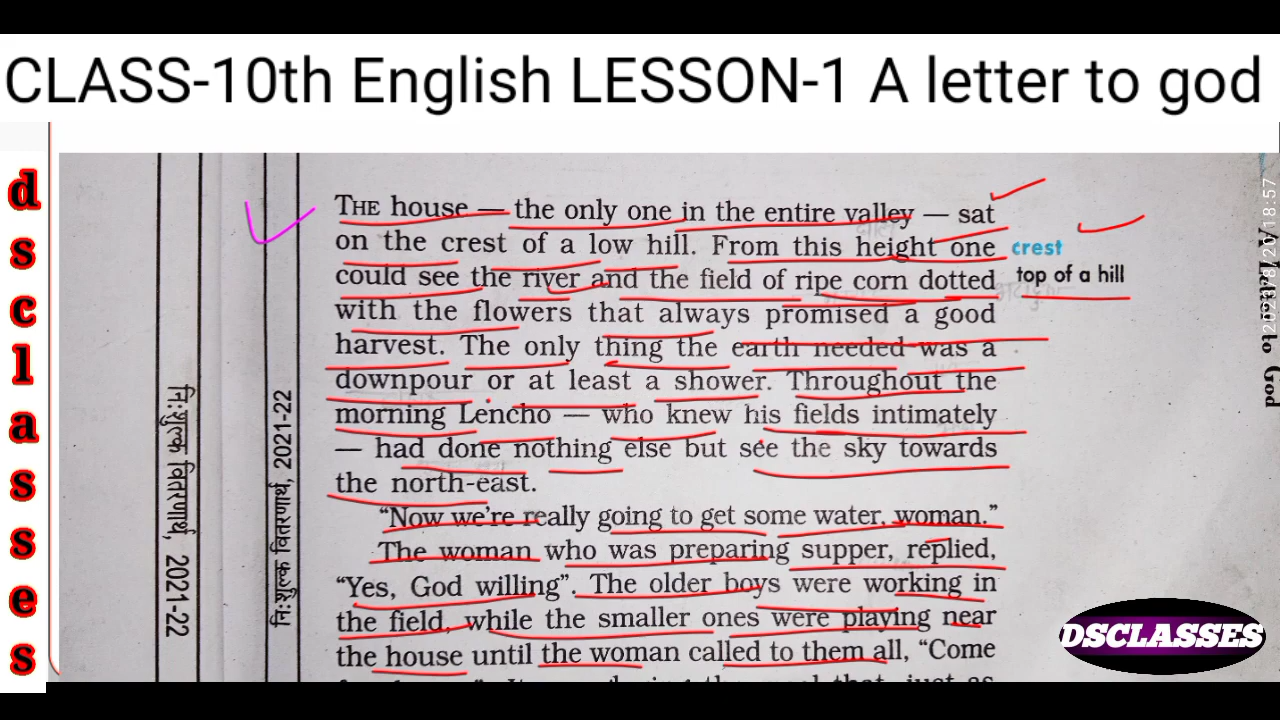 CLASS-10th English LESSON-1 A letter to god
dsclasses
नि:शुल्क वितरणार्थ, 2021-22
नि:शुल्क वितरणार्थ, 2021-22
THE house — the only one in the entire valley — sat
on the crest of a low hill. From this height one
could see the river and the field of ripe corn dotted
with the flowers that always promised a good
harvest. The only thing the earth needed was a
downpour or at least a shower. Throughout the
morning Lencho — who knew his fields intimately
— had done nothing else but see the sky towards
the north-east.
“Now we’re really going to get some water, woman.”
The woman who was preparing supper, replied,
“Yes, God willing”. The older boys were working in
the field, while the smaller ones were playing near
the house until the woman called to them all, “Come
crest
top of a hill
to God
18:57
DSCLASSES